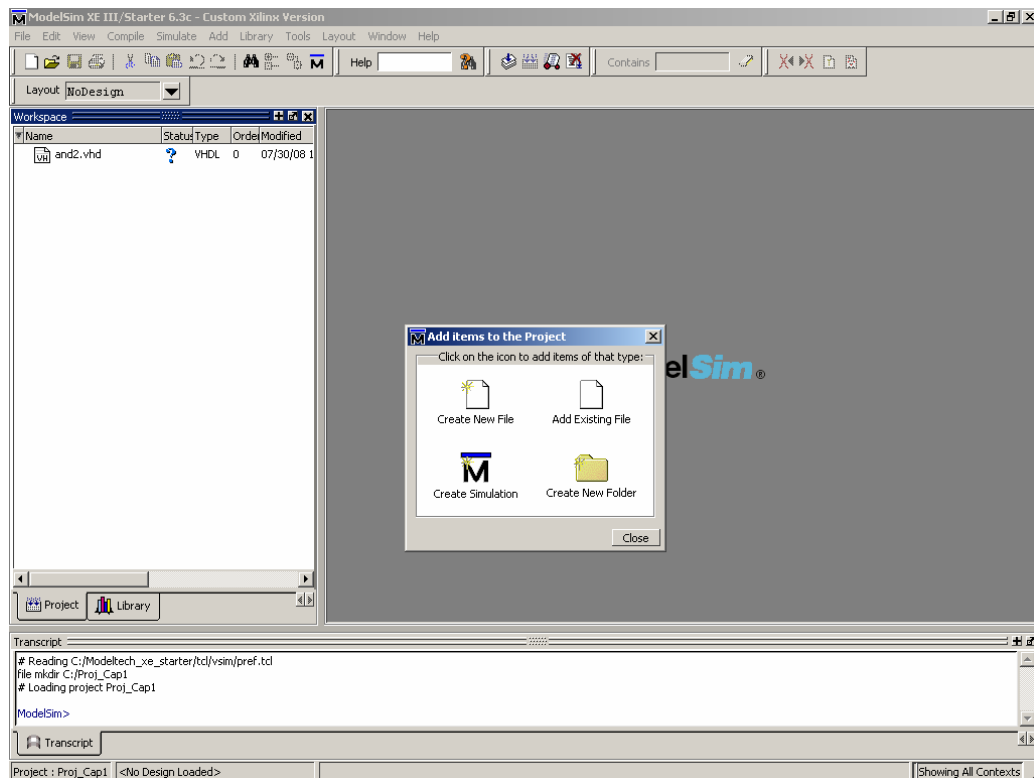 ModelSim XE III/Starter 6.3c - Custom Xilinx Version
File Edit View Compile Simulate Add Library Tools Layout Window Help
Help Contains
Layout NoDesign
Workspace
Name Status Type Order Modified
and2.vhd ? VHDL 0 07/30/08 1
Add items to the Project
Click on the icon to add items of that type:
elSim ®
Create New File Add Existing File
Create Simulation Create New Folder
Close
Project Library
Transcript
# Reading C:/Modeltech_xe_starter/tcl/vsim/pref.tcl
file mkdir C:/Proj_Cap1
# Loading project Proj_Cap1
ModelSim>
Transcript
Project : Proj_Cap1 <No Design Loaded> Showing All Contexts